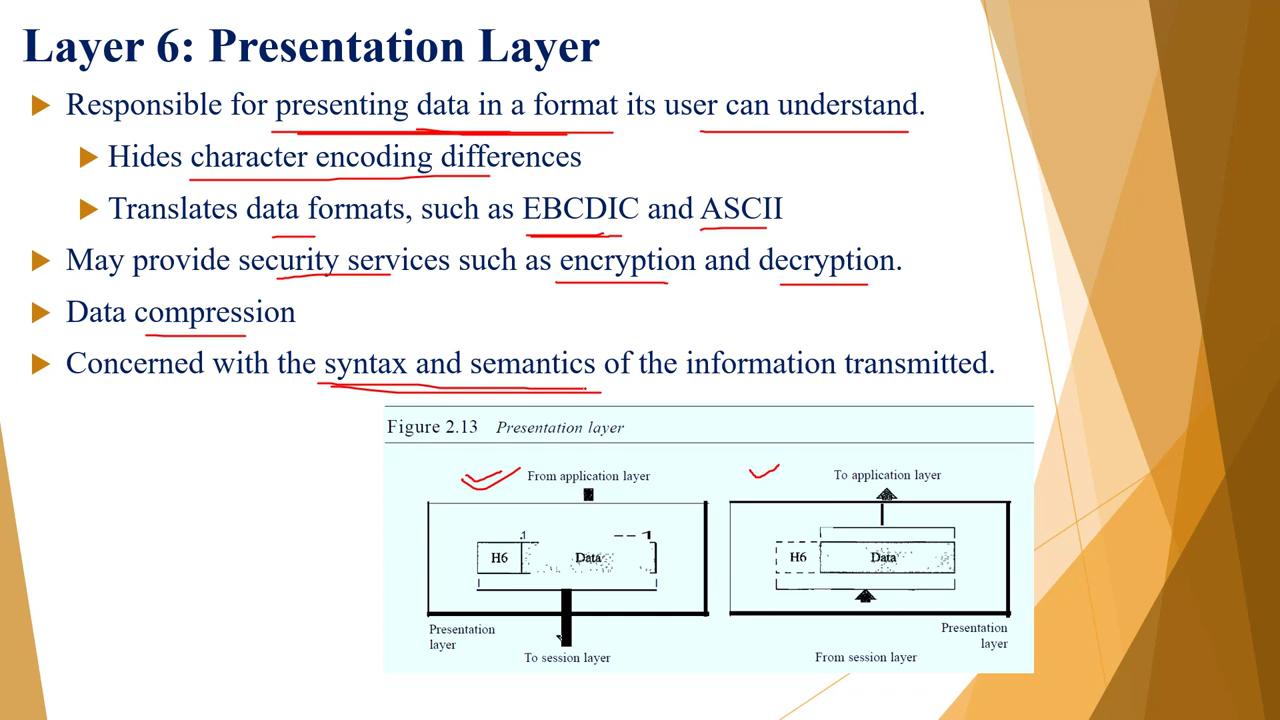 Layer 6: Presentation Layer
Responsible for presenting data in a format its user can understand.
Hides character encoding differences
Translates data formats, such as EBCDIC and ASCII
May provide security services such as encryption and decryption.
Data compression
Concerned with the syntax and semantics of the information transmitted.
Figure 2.13 Presentation layer
From application layer
H6 Data
Presentation
layer
To session layer
To application layer
H6 Data
Presentation
layer
From session layer